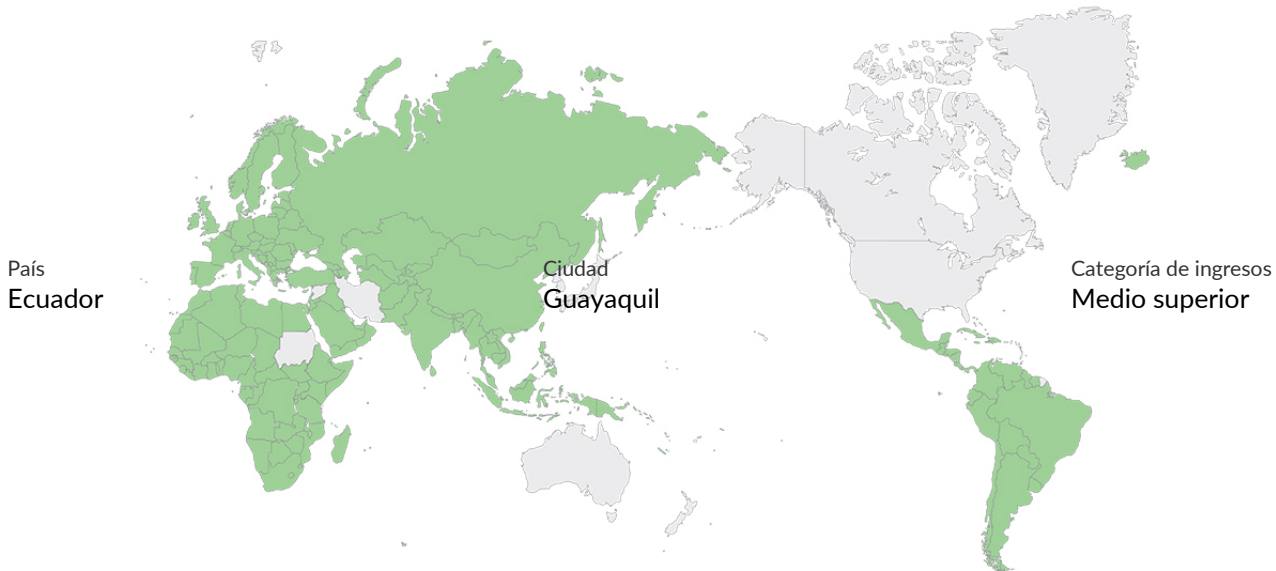 País
Ecuador
Ciudad
Guayaquil
Categoría de ingresos
Medio superior